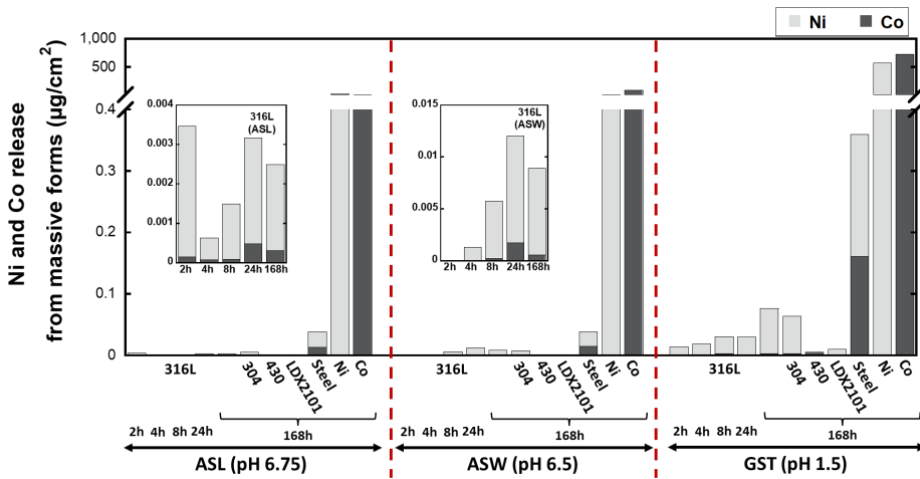 Ni Co
Ni and Co release
from massive forms (µg/cm²)
1,000
500
0.4
0.3
0.2
0.1
0
0.004
0.003
0.002
0.001
0
316L
(ASL)
2h 4h 8h 24h 168h
0.015
0.01
0.005
0
316L
(ASW)
2h 4h 8h 24h 168h
316L 304 430 LDX2101 Steel Ni Co
316L 304 430 LDX2101 Steel Ni Co
316L 304 430 LDX2101 Steel Ni Co
2h 4h 8h 24h 168h
2h 4h 8h 24h 168h
2h 4h 8h 24h 168h
ASL (pH 6.75) ASW (pH 6.5) GST (pH 1.5)